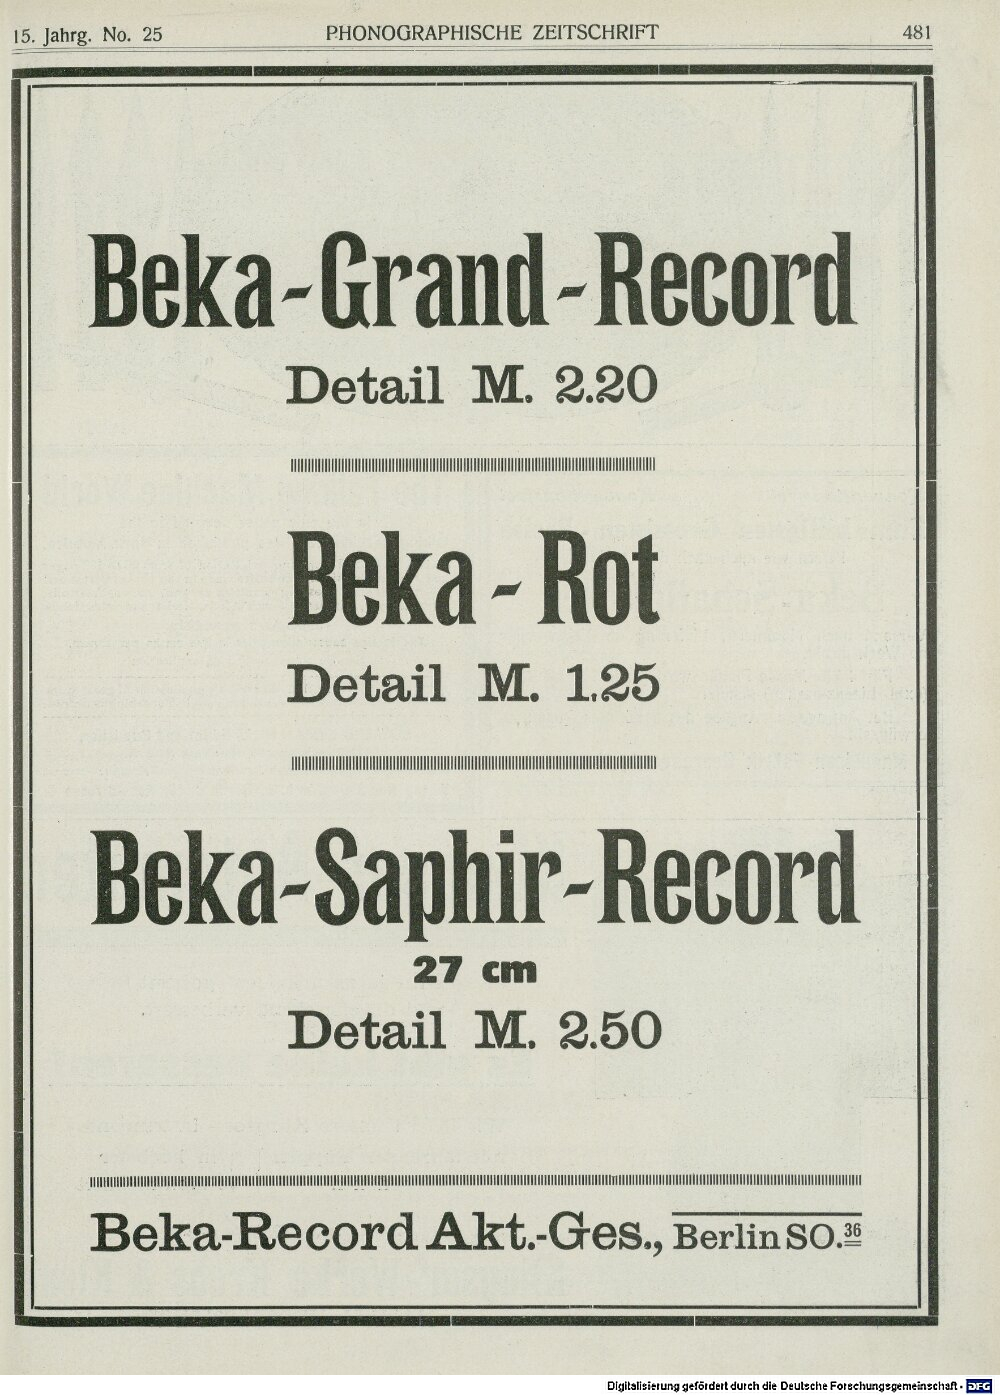 15. Jahrg. No. 25 PHONOGRAPHISCHE ZEITSCHRIFT 481
Beka-Grand-Record
Detail M. 2.20
Beka-Rot
Detail M. 1.25
Beka-Saphir-Record
27 cm
Detail M. 2.50
Beka-Record Akt.-Ges., Berlin SO. 36
Digitalisierung gefördert durch die Deutsche Forschungsgemeinschaft - DFG